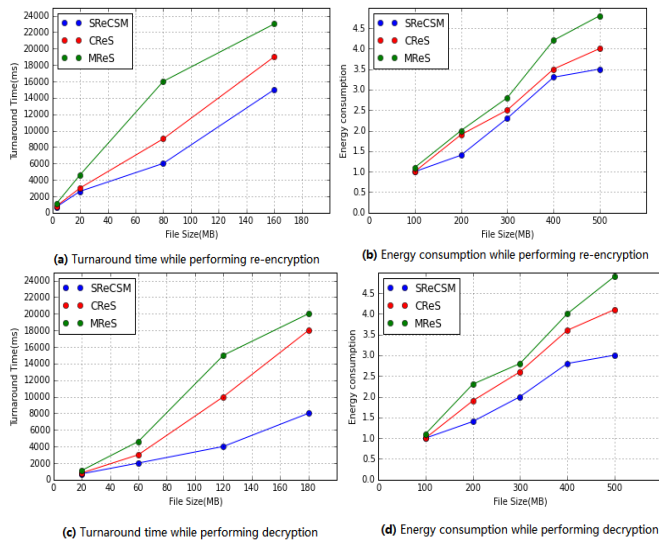 24000
22000
20000
18000
16000
14000
12000
10000
8000
6000
4000
2000
0
Turnaround Time(ms)
SReCSM
CReS
MReS
0 20 40 60 80 100 120 140 160 180
File Size(MB)
(a) Turnaround time while performing re-encryption
4.5
4.0
3.5
3.0
2.5
2.0
1.5
1.0
0.5
0.0
Energy consumption
SReCSM
CReS
MReS
0 100 200 300 400 500
File Size(MB)
(b) Energy consumption while performing re-encryption
24000
22000
20000
18000
16000
14000
12000
10000
8000
6000
4000
2000
0
Turnaround Time(ms)
SReCSM
CReS
MReS
0 20 40 60 80 100 120 140 160 180
File Size(MB)
(c) Turnaround time while performing decryption
4.5
4.0
3.5
3.0
2.5
2.0
1.5
1.0
0.5
0.0
Energy consumption
SReCSM
CReS
MReS
0 100 200 300 400 500
File Size(MB)
(d) Energy consumption while performing decryption